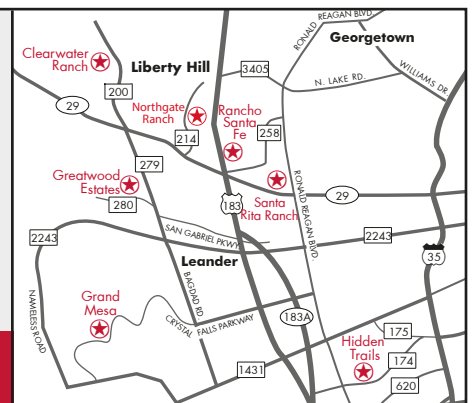 RONALD REAGAN BLVD.
Georgetown
Clearwater
Ranch
Liberty Hill
3405
N. LAKE RD.
WILLIAMS DR.
200
29
Northgate
Ranch
Rancho
Santa
Fe
214
258
279
Greatwood
Estates
280
183
Santa
Rita Ranch
RONALD REAGAN BLVD.
29
2243
SAN GABRIEL PKWY
2243
Leander
35
NAMELESS ROAD
BAGDAD RD
Grand
Mesa
CRYSTAL FALLS PARKWAY
183A
175
Hidden
Trails
174
1431
620